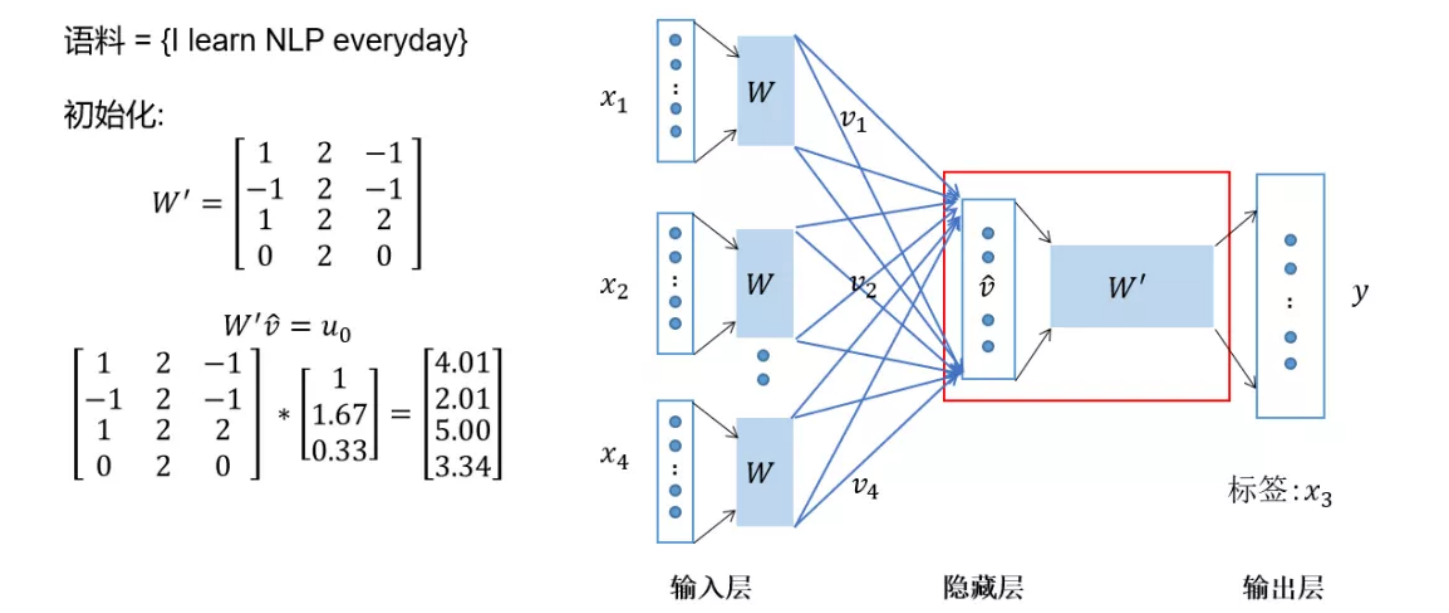 语料 = {I learn NLP everyday}
初始化:
W′ =
1 2 −1
−1 2 −1
1 2 2
0 2 0
W′v̂ = u₀
1 2 −1
−1 2 −1
1 2 2
0 2 0
*
1
1.67
0.33
=
4.01
2.01
5.00
3.34
x₁
W
v₁
x₂
W
v₂
x₄
W
v₄
v̂
W′
y
标签:x₃
输入层
隐藏层
输出层